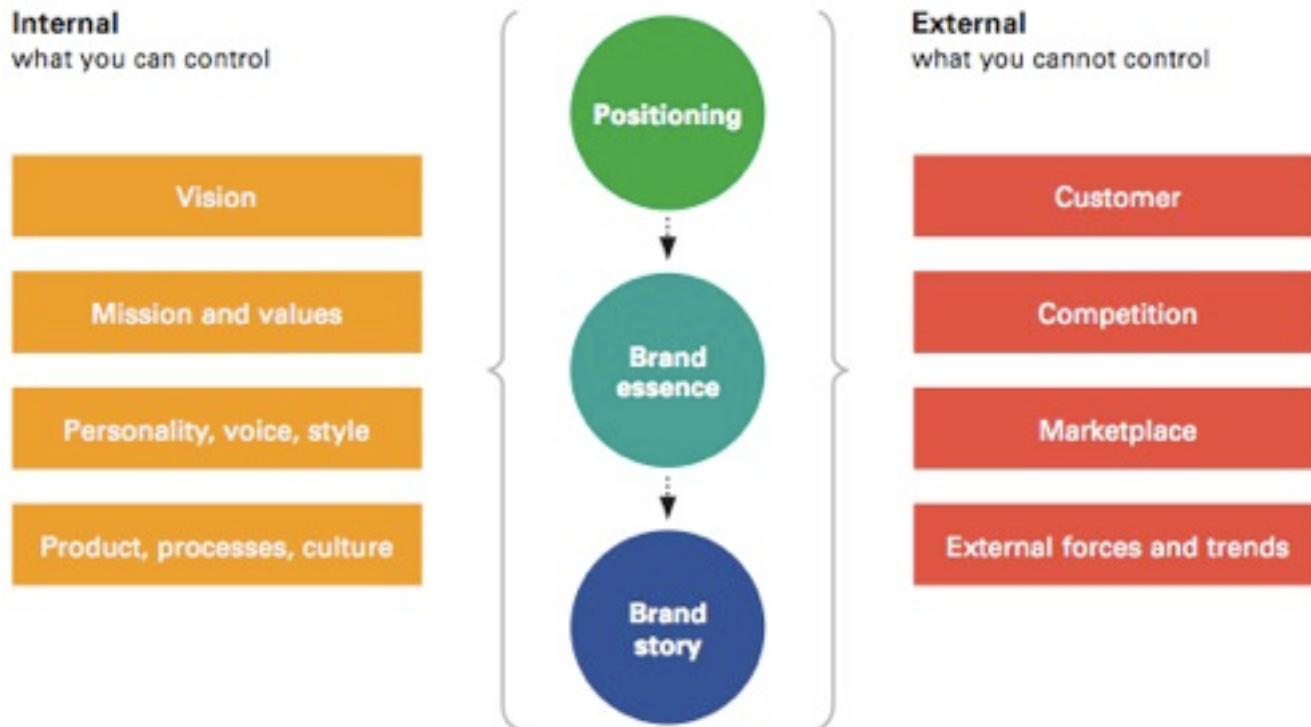 Internal
what you can control
Vision
Mission and values
Personality, voice, style
Product, processes, culture
Positioning
Brand
essence
Brand
story
External
what you cannot control
Customer
Competition
Marketplace
External forces and trends